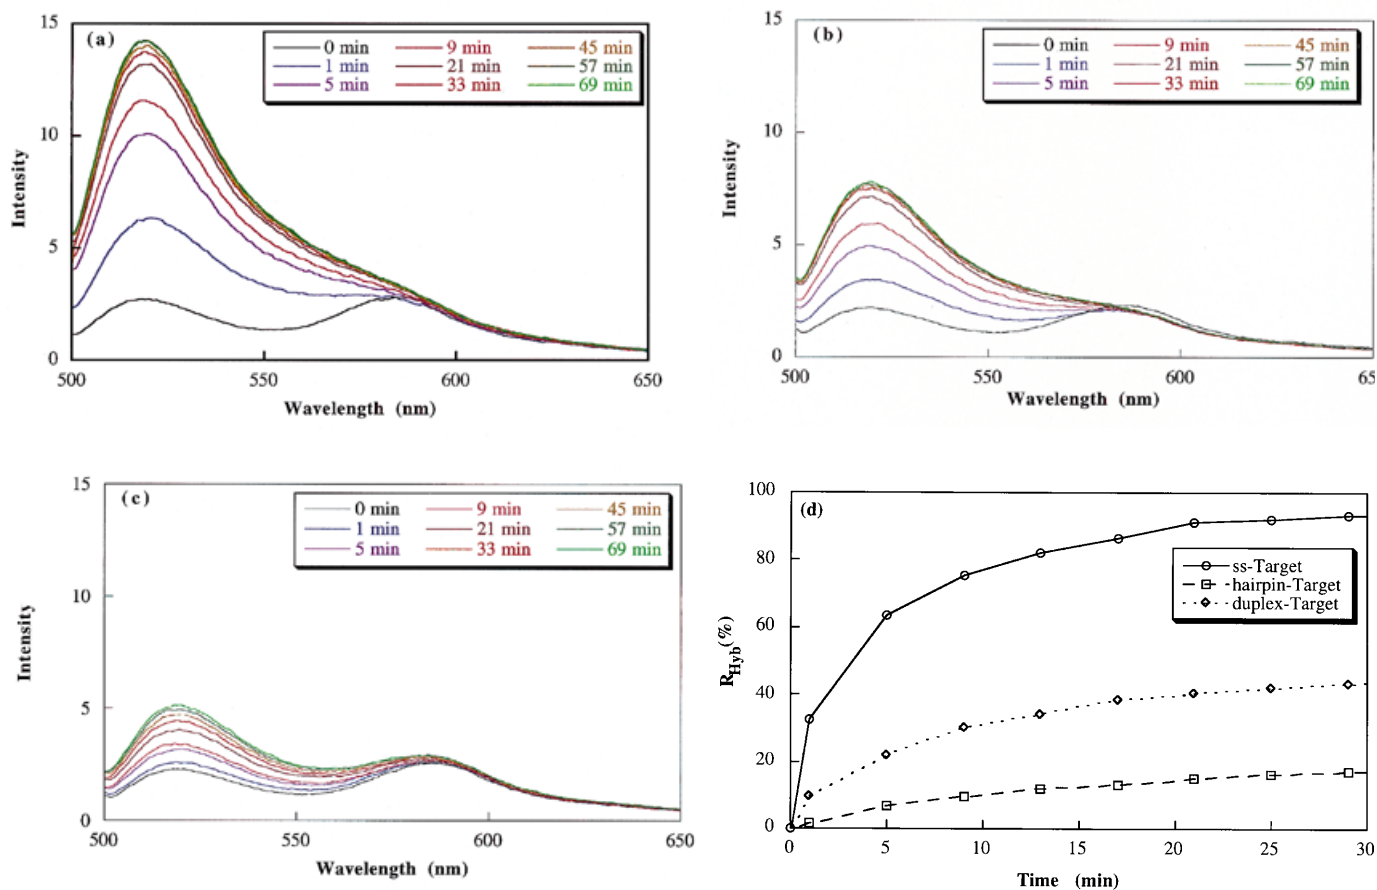 (a)
0 min 9 min 45 min
1 min 21 min 57 min
5 min 33 min 69 min
15
10
5
0
Intensity
500 550 600 650
Wavelength (nm)
(b)
0 min 9 min 45 min
1 min 21 min 57 min
5 min 33 min 69 min
15
10
5
0
Intensity
500 550 600 65
Wavelength (nm)
(c)
0 min 9 min 45 min
1 min 21 min 57 min
5 min 33 min 69 min
15
10
5
0
Intensity
500 550 600 650
Wavelength (nm)
(d)
ss-Target
hairpin-Target
duplex-Target
100
80
60
40
20
0
RHyb(%)
0 5 10 15 20 25 30
Time (min)